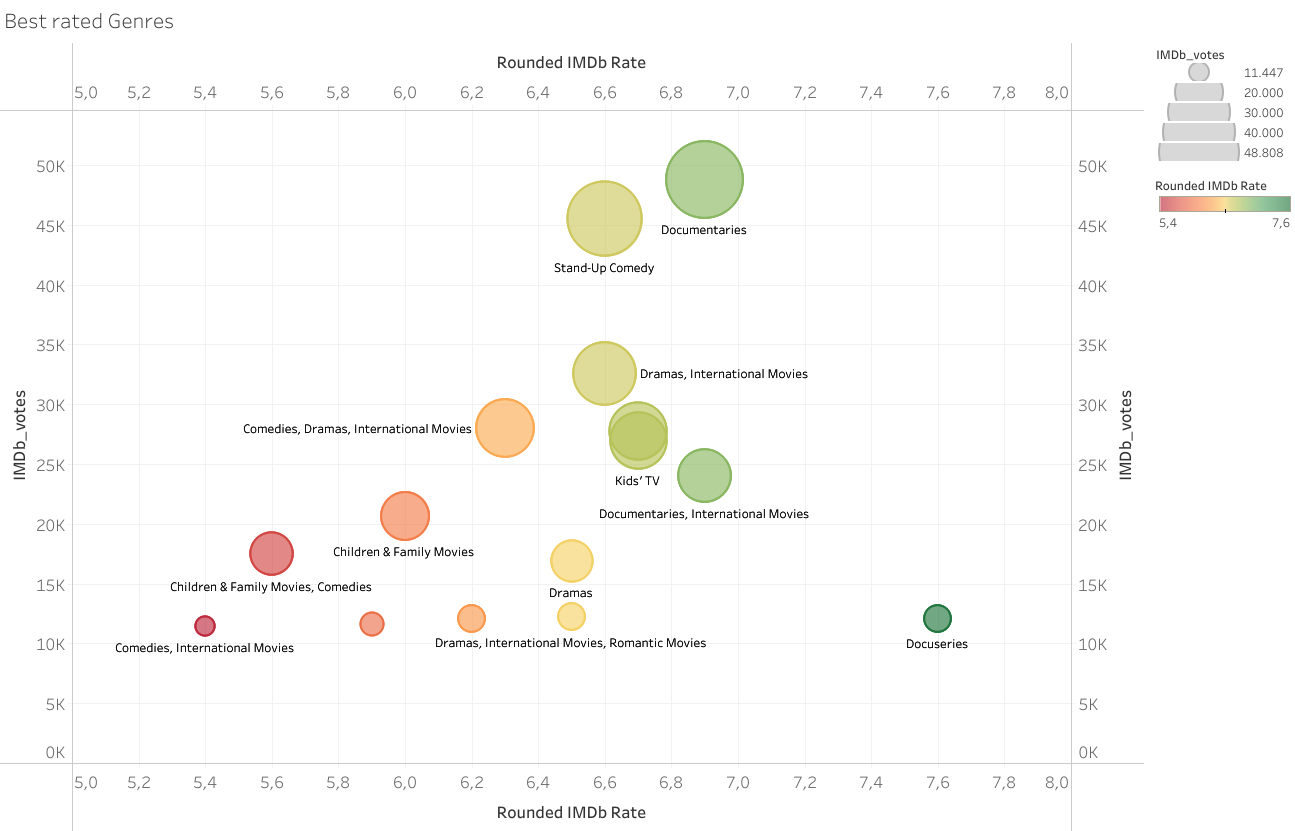 Best rated Genres
Rounded IMDb Rate
5,0 5,2 5,4 5,6 5,8 6,0 6,2 6,4 6,6 6,8 7,0 7,2 7,4 7,6 8,0
IMDb_votes
11.447
20.000
30.000
40.000
48.808
Rounded IMDb Rate
5,4 7,6
50K 50K
Documentaries
45K 45K
Stand-Up Comedy
40K 40K
35K 35K
Dramas, International Movies
30K 30K
Comedies, Dramas, International Movies
IMDb_votes IMDb_votes
25K 25K
Kids’ TV
Documentaries, International Movies
20K 20K
Children & Family Movies
15K 15K
Children & Family Movies, Comedies
Dramas
10K 10K
Comedies, International Movies
Dramas, International Movies, Romantic Movies
Docuseries
5K 5K
0K 0K
5,0 5,2 5,4 5,6 5,8 6,0 6,2 6,4 6,6 6,8 7,0 7,2 7,4 7,6 8,0
Rounded IMDb Rate